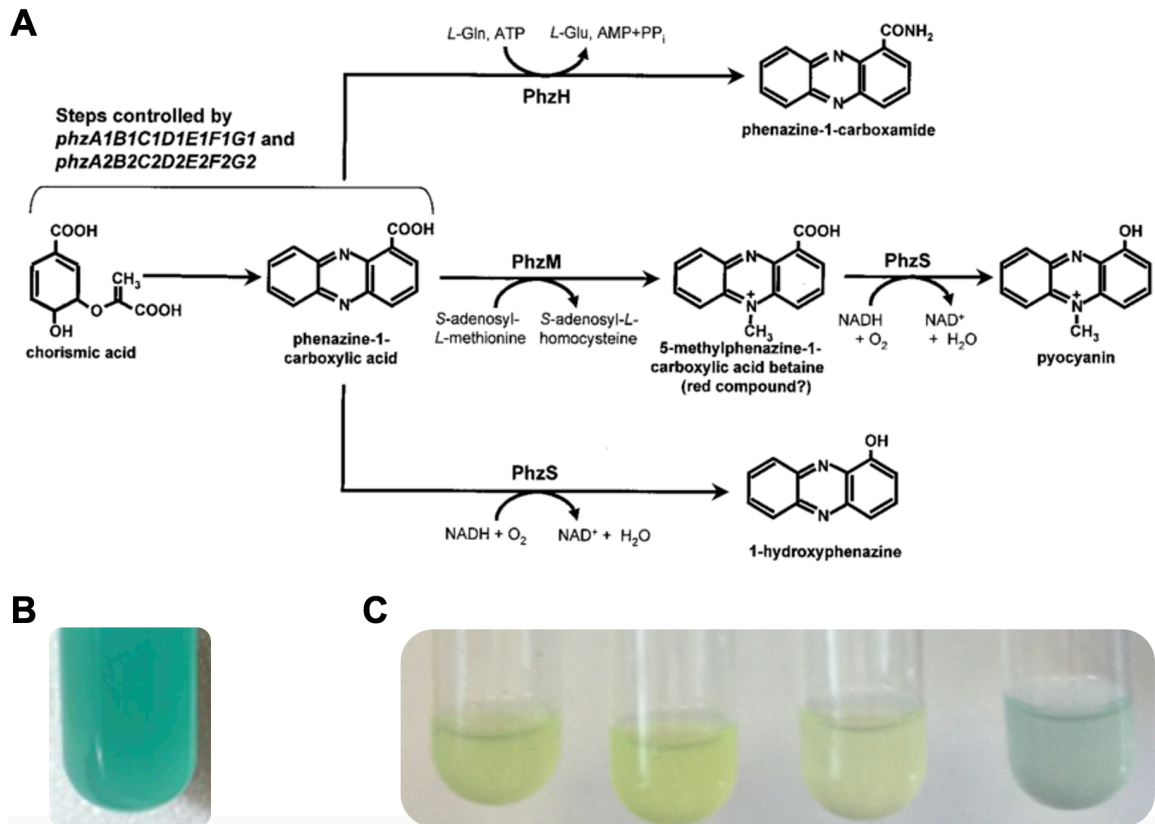 A
L-Gln, ATP
L-Glu, AMP+PPi
PhzH
CONH2
N
N
phenazine-1-carboxamide
Steps controlled by
phzA1B1C1D1E1F1G1 and
phzA2B2C2D2E2F2G2
COOH
CH3
O
COOH
OH
chorismic acid
COOH
N
N
phenazine-1-
carboxylic acid
PhzM
S-adenosyl-
L-methionine
S-adenosyl-L-
homocysteine
COOH
N
+
N
CH3
5-methylphenazine-1-
carboxylic acid betaine
(red compound?)
PhzS
NADH
+ O2
NAD+
+ H2O
OH
N
+
N
CH3
pyocyanin
PhzS
NADH + O2
NAD+ + H2O
OH
N
N
1-hydroxyphenazine
B
C